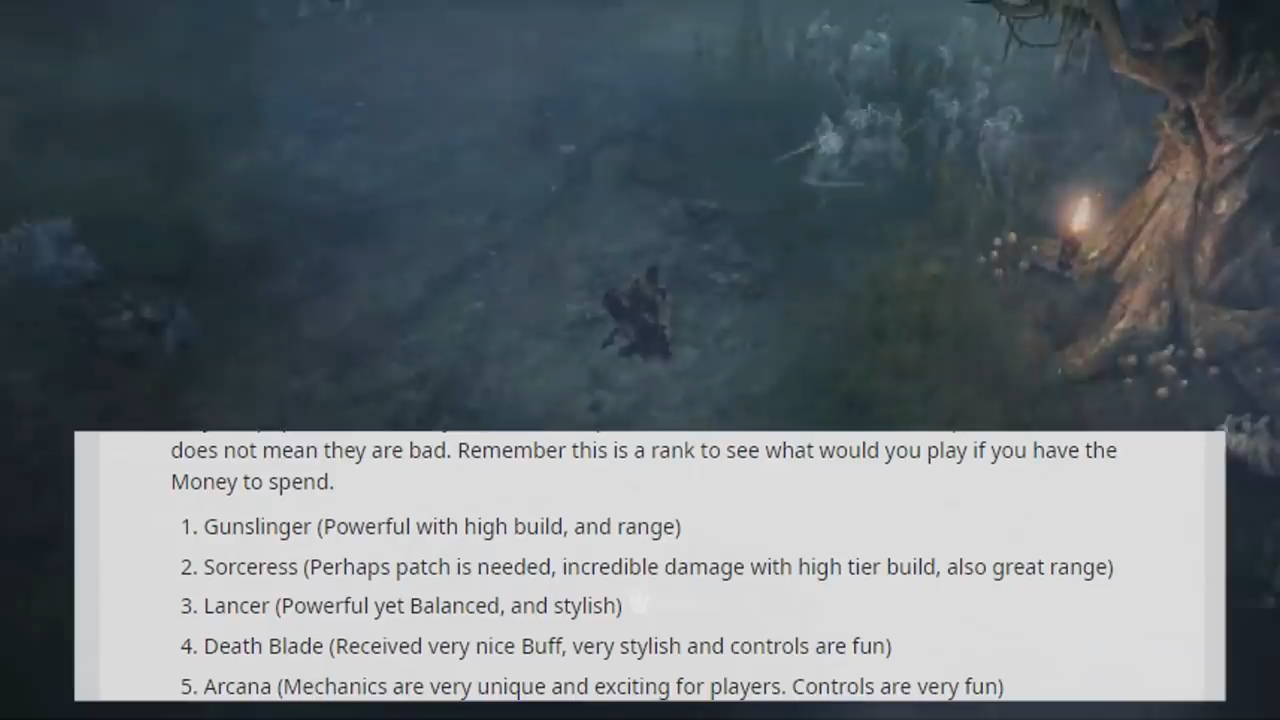 does not mean they are bad. Remember this is a rank to see what would you play if you have the
Money to spend.
1. Gunslinger (Powerful with high build, and range)
2. Sorceress (Perhaps patch is needed, incredible damage with high tier build, also great range)
3. Lancer (Powerful yet Balanced, and stylish)
4. Death Blade (Received very nice Buff, very stylish and controls are fun)
5. Arcana (Mechanics are very unique and exciting for players. Controls are very fun)